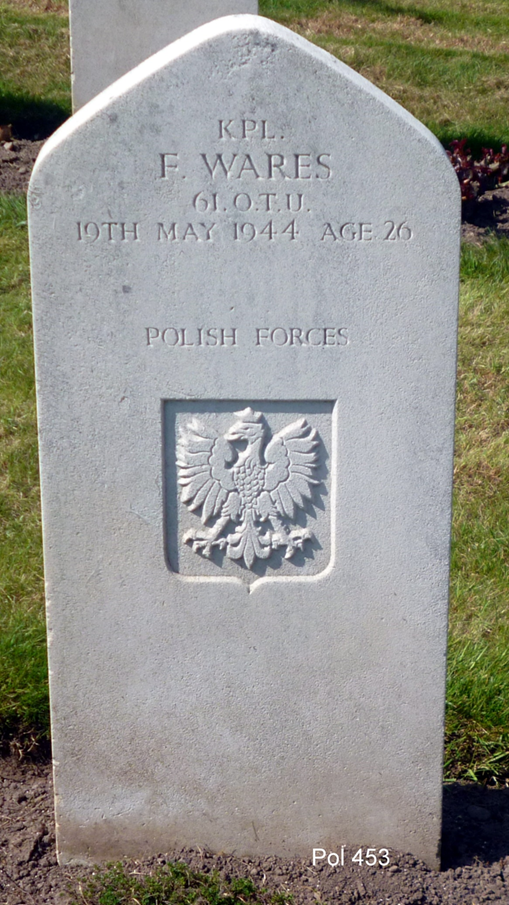 KPL.
F. WARES
61.O.T.U.
19TH MAY 1944 AGE 26
POLISH FORCES
Pol 453